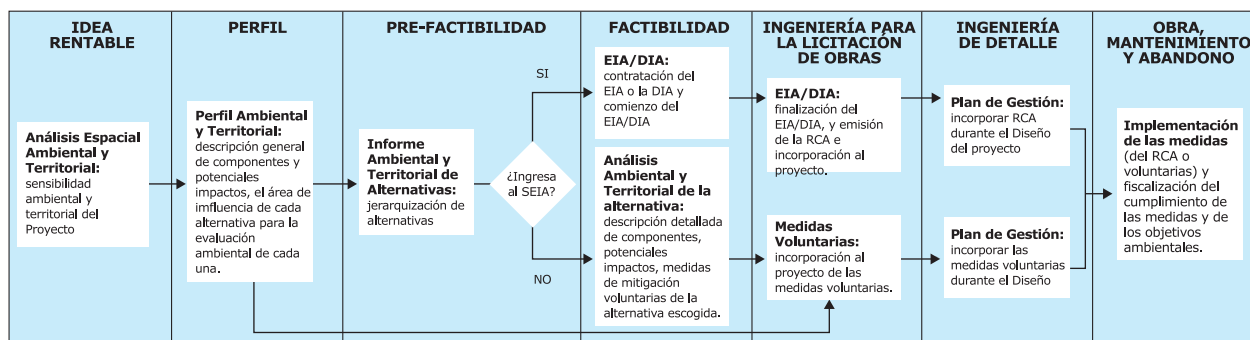 IDEA
RENTABLE
Análisis Espacial
Ambiental y
Territorial:
sensibilidad
ambiental y
territorial del
Proyecto
PERFIL
Perfil Ambiental
y Territorial:
descripción general
de componentes y
potenciales
impactos, el área de
influencia de cada
alternativa para la
evaluación
ambiental de cada
una.
PRE-FACTIBILIDAD
Informe
Ambiental y
Territorial de
Alternativas:
jerarquización de
alternativas
¿Ingresa
al SEIA?
SI
NO
FACTIBILIDAD
EIA/DIA:
contratación del
EIA o la DIA y
comienzo del
EIA/DIA
Análisis
Ambiental y
Territorial de la
alternativa:
descripción detallada
de componentes,
potenciales
impactos, medidas
de mitigación
voluntarias de la
alternativa escogida.
INGENIERÍA PARA
LA LICITACIÓN
DE OBRAS
EIA/DIA:
finalización del
EIA/DIA, y emisión
de la RCA e
incorporación al
proyecto.
Medidas
Voluntarias:
incorporación al
proyecto de las
medidas voluntarias.
INGENIERÍA
DE DETALLE
Plan de Gestión:
incorporar RCA
durante el Diseño
del proyecto
Plan de Gestión:
incorporar las
medidas voluntarias
durante el Diseño
OBRA,
MANTENIMIENTO
Y ABANDONO
Implementación
de las medidas
(del RCA o
voluntarias) y
fiscalización del
cumplimiento de
las medidas y de
los objetivos
ambientales.